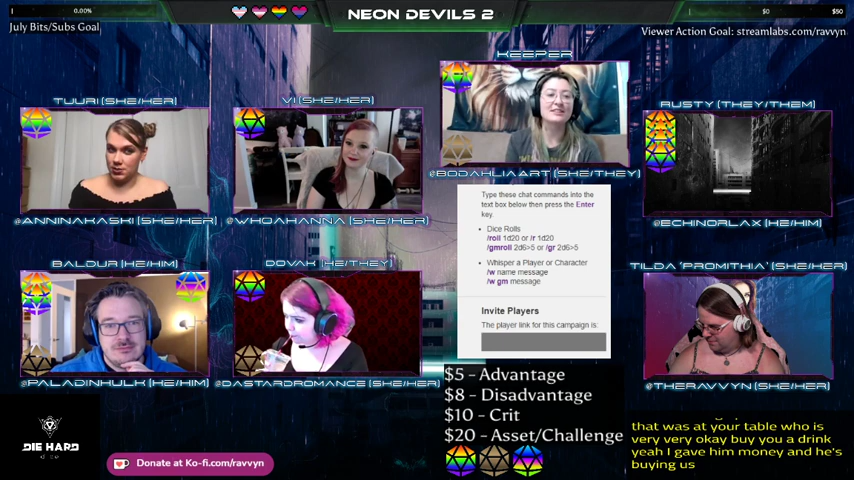 0.00%
NEON DEVILS 2
$0
$50
July Bits/Subs Goal
Viewer Action Goal: streamlabs.com/ravvyn
KEEPER
TUURI (SHE/HER)
VI (SHE/HER)
RUSTY (THEY/THEM)
@BODAHLIAART (SHE/THEY)
@ANNINAKASKI (SHE/HER)
@WHOAHANNA (SHE/HER)
@ECHINORLAX (HE/HIM)
Type these chat commands into the
text box below then press the Enter
key.
Dice Rolls
/roll 1d20 or /r 1d20
/gmroll 2d6>5 or /gr 2d6>5
Whisper a Player or Character
/w name message
/w gm message
Invite Players
The player link for this campaign is:
BALDUR (HE/HIM)
DOVAK (HE/THEY)
TILDA 'PROMITHIA' (SHE/HER)
@PALADINHULK (HE/HIM)
@DASTARDROMANCE (SHE/HER)
@THERAVVYN (SHE/HER)
$5 - Advantage
$8 - Disadvantage
$10 - Crit
$20 - Asset/Challenge
DIE HARD
Donate at Ko-fi.com/ravvyn
that was at your table who is
very very okay buy you a drink
yeah I gave him money and he's
buying us